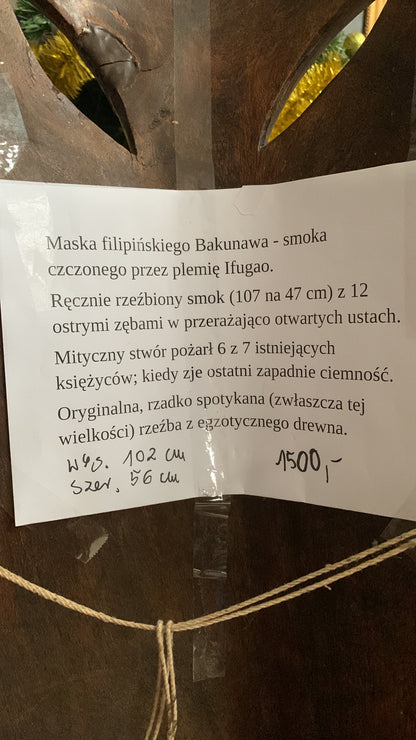 Maska filipińskiego Bakunawa - smoka
czczonego przez plemię Ifugao.
Ręcznie rzeźbiony smok (107 na 47 cm) z 12
ostrymi zębami w przerażająco otwartych ustach.
Mityczny stwór pożarł 6 z 7 istniejących
księżyców; kiedy zje ostatni zapadnie ciemność.
Oryginalna, rzadko spotykana (zwłaszcza tej
wielkości) rzeźba z egzotycznego drewna.
wys. 102 cm 1500,-
szer. 56 cm